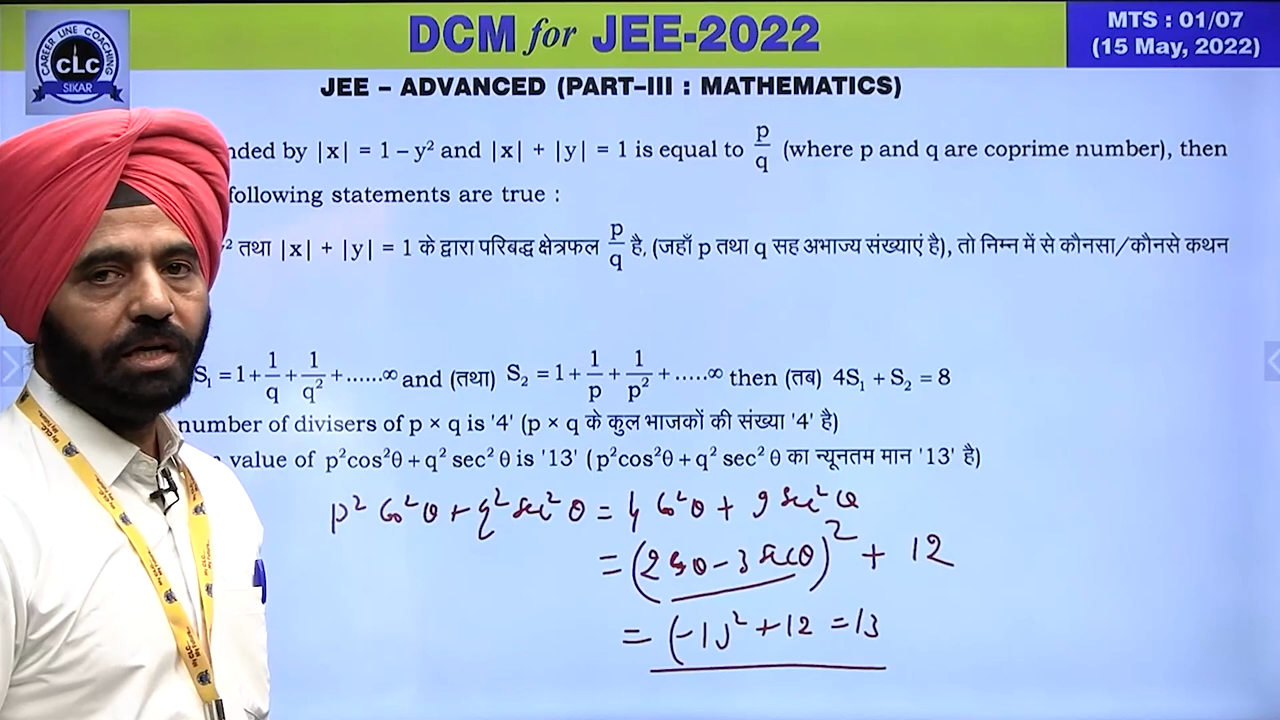 DCM for JEE-2022
MTS : 01/07
(15 May, 2022)
CAREER LINE COACHING
CLC
SIKAR
JEE – ADVANCED (PART–III : MATHEMATICS)
by |x| = 1 – y² and |x| + |y| = 1 is equal to p/q (where p and q are coprime number), then
following statements are true :
² तथा |x| + |y| = 1 के द्वारा परिबद्ध क्षेत्रफल p/q है, (जहाँ p तथा q सह अभाज्य संख्याएं है), तो निम्न में से कौनसा/कौनसे कथन
S₁ = 1 + 1/q + 1/q² + ......∞ and (तथा) S₂ = 1 + 1/p + 1/p² + .....∞ then (तब) 4S₁ + S₂ = 8
number of divisers of p × q is '4' (p × q के कुल भाजकों की संख्या '4' है)
value of p²cos²θ + q² sec² θ is '13' (p²cos²θ + q² sec² θ का न्यूनतम मान '13' है)
p² cos²θ + q² sec² θ = 4 cos²θ + 9 sec² θ
= (2 cosθ – 3 secθ)² + 12
= (–1)² + 12 = 13